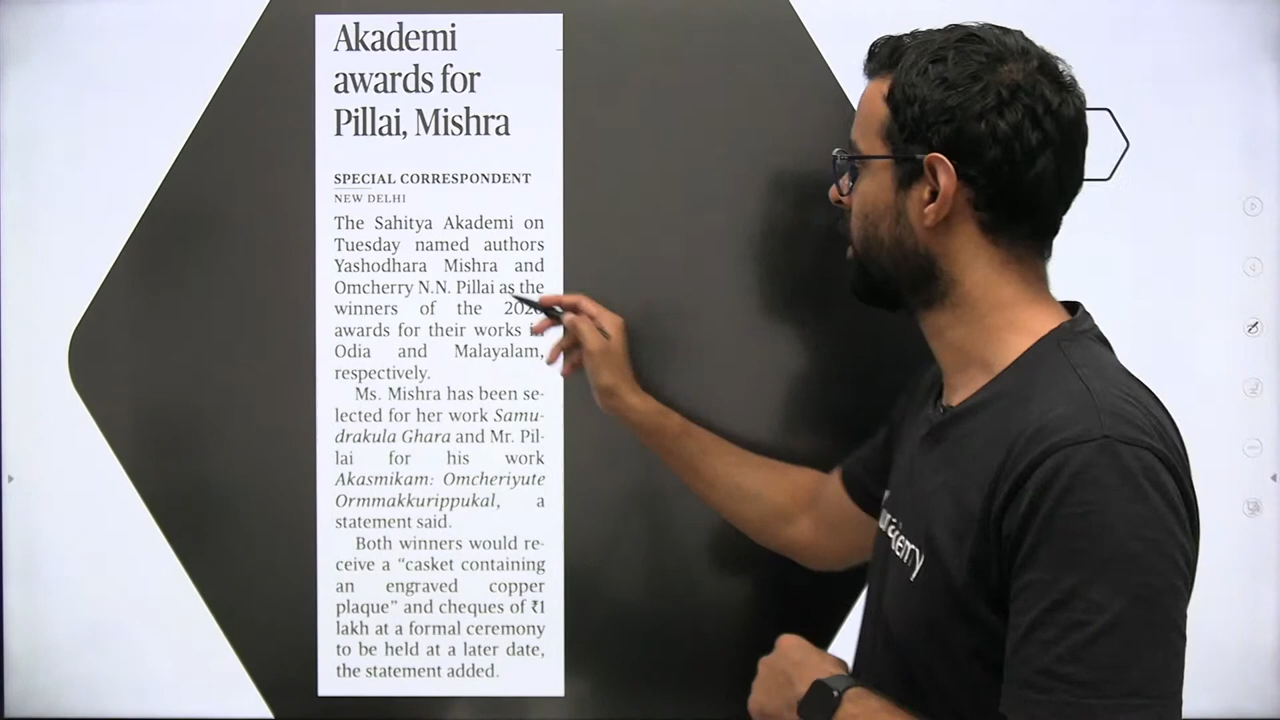 Akademi
awards for
Pillai, Mishra
SPECIAL CORRESPONDENT
NEW DELHI
The Sahitya Akademi on
Tuesday named authors
Yashodhara Mishra and
Omcherry N.N. Pillai as the
winners of the 2020
awards for their works in
Odia and Malayalam,
respectively.
Ms. Mishra has been se-
lected for her work Samu-
drakula Ghara and Mr. Pil-
lai for his work
Akasmikam: Omcheriyute
Ormmakkurippukal, a
statement said.
Both winners would re-
ceive a “casket containing
an engraved copper
plaque” and cheques of ₹1
lakh at a formal ceremony
to be held at a later date,
the statement added.